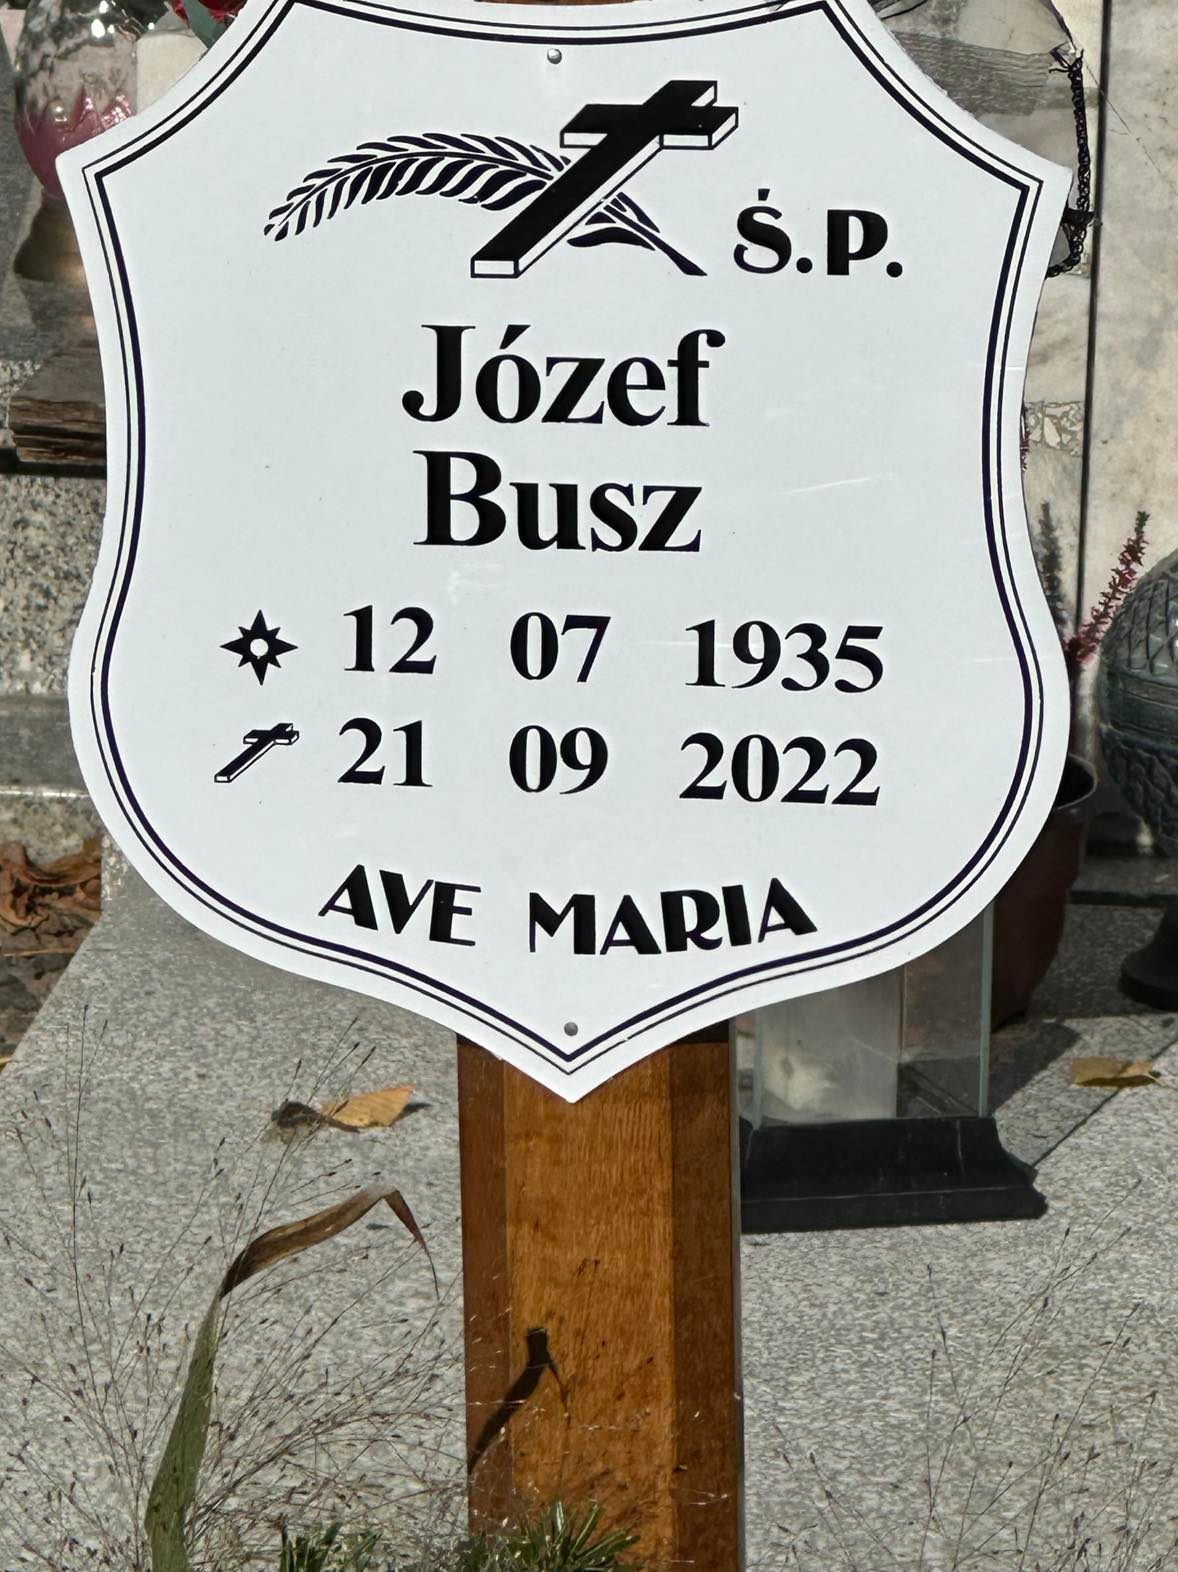 Ś.P.
Józef
Busz
12 07 1935
21 09 2022
AVE MARIA